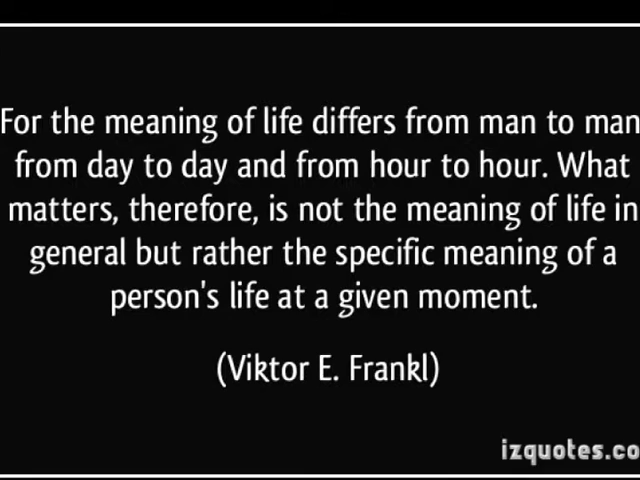 For the meaning of life differs from man to man
from day to day and from hour to hour. What
matters, therefore, is not the meaning of life in
general but rather the specific meaning of a
person's life at a given moment.
(Viktor E. Frankl)
izquotes.co